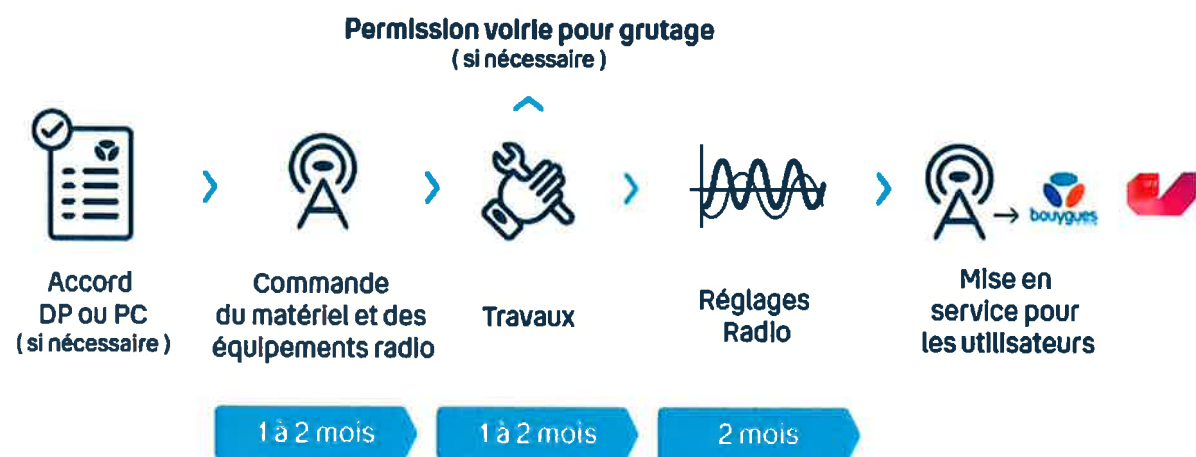 Permission voirie pour grutage
( si nécessaire )
Accord
DP ou PC
( si nécessaire )
Commande
du matériel et des
équipements radio
Travaux
Réglages
Radio
bouygues
Mise en
service pour
les utilisateurs
1 à 2 mois
1 à 2 mois
2 mois